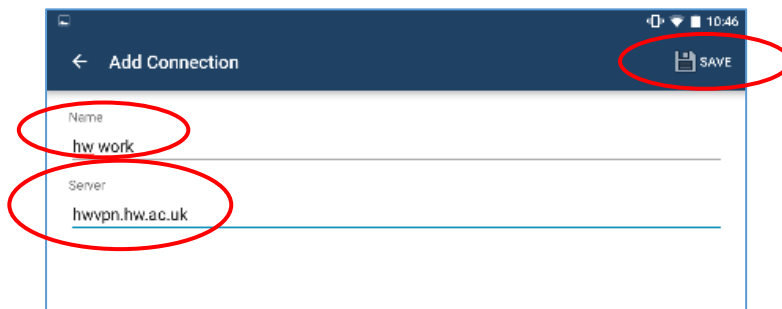 10:46
Add Connection
SAVE
Name
hw work
Server
hwvpn.hw.ac.uk